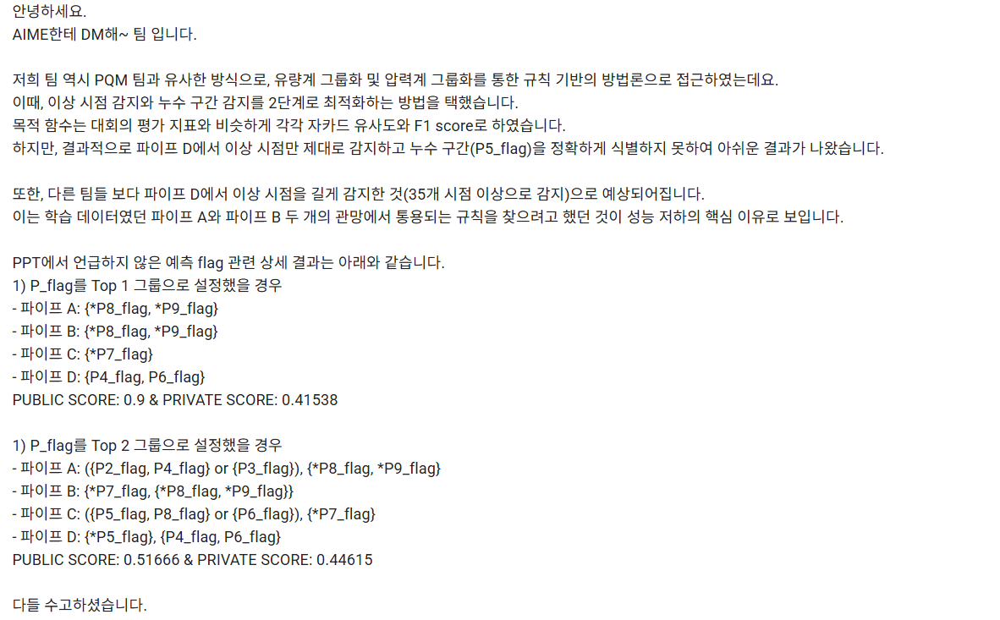 안녕하세요.
AIME한테 DM해~ 팀 입니다.
저희 팀 역시 PQM 팀과 유사한 방식으로, 유량계 그룹화 및 압력계 그룹화를 통한 규칙 기반의 방법론으로 접근하였는데요.
이때, 이상 시점 감지와 누수 구간 감지를 2단계로 최적화하는 방법을 택했습니다.
목적 함수는 대회의 평가 지표와 비슷하게 각각 자카드 유사도와 F1 score로 하였습니다.
하지만, 결과적으로 파이프 D에서 이상 시점만 제대로 감지하고 누수 구간(P5_flag)을 정확하게 식별하지 못하여 아쉬운 결과가 나왔습니다.
또한, 다른 팀들 보다 파이프 D에서 이상 시점을 길게 감지한 것(35개 시점 이상으로 감지)으로 예상되어집니다.
이는 학습 데이터였던 파이프 A와 파이프 B 두 개의 관망에서 통용되는 규칙을 찾으려고 했던 것이 성능 저하의 핵심 이유로 보입니다.
PPT에서 언급하지 않은 예측 flag 관련 상세 결과는 아래와 같습니다.
1) P_flag를 Top 1 그룹으로 설정했을 경우
- 파이프 A: {*P8_flag, *P9_flag}
- 파이프 B: {*P8_flag, *P9_flag}
- 파이프 C: {*P7_flag}
- 파이프 D: {P4_flag, P6_flag}
PUBLIC SCORE: 0.9 & PRIVATE SCORE: 0.41538
1) P_flag를 Top 2 그룹으로 설정했을 경우
- 파이프 A: ({P2_flag, P4_flag} or {P3_flag}), {*P8_flag, *P9_flag}
- 파이프 B: {*P7_flag, {*P8_flag, *P9_flag}}
- 파이프 C: ({P5_flag, P8_flag} or {P6_flag}), {*P7_flag}
- 파이프 D: {*P5_flag}, {P4_flag, P6_flag}
PUBLIC SCORE: 0.51666 & PRIVATE SCORE: 0.44615
다들 수고하셨습니다.